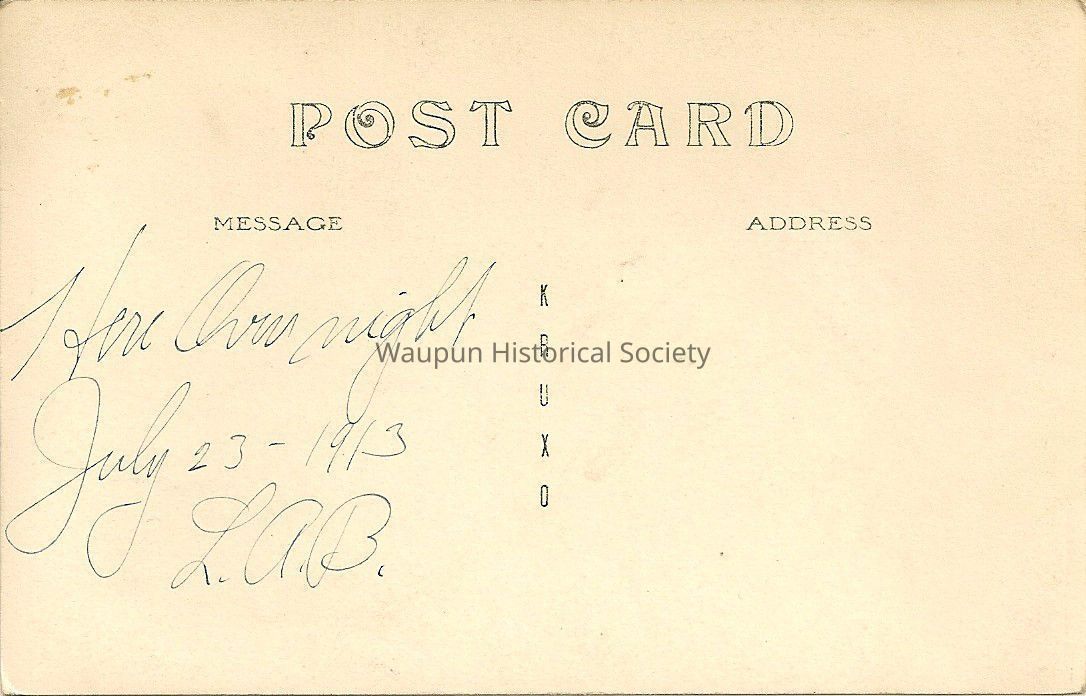 POST CARD
MESSAGE
ADDRESS
Here Over night
July 23 - 1913
L.A.B.
K
R
U
X
O
Waupun Historical Society